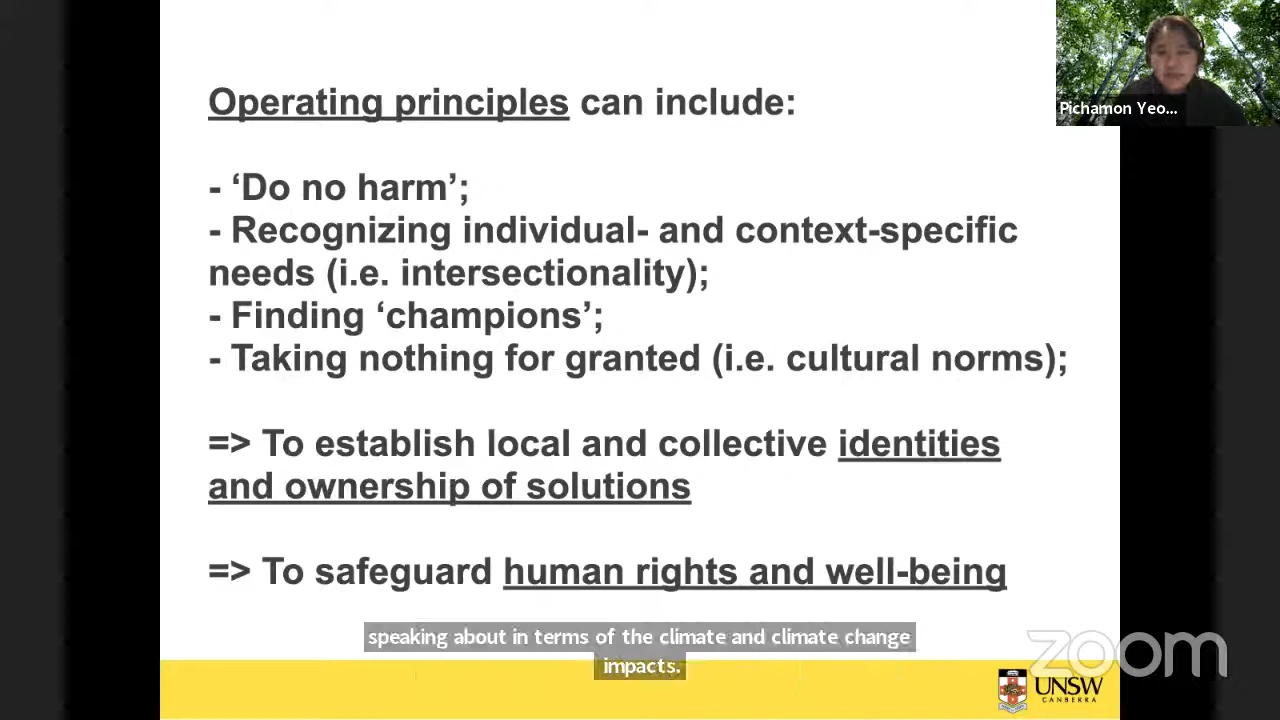 Operating principles can include:
- ‘Do no harm’;
- Recognizing individual- and context-specific
needs (i.e. intersectionality);
- Finding ‘champions’;
- Taking nothing for granted (i.e. cultural norms);
=> To establish local and collective identities
and ownership of solutions
=> To safeguard human rights and well-being
Pichamon Yeo...
speaking about in terms of the climate and climate change
impacts.
zoom
UNSW
CANBERRA